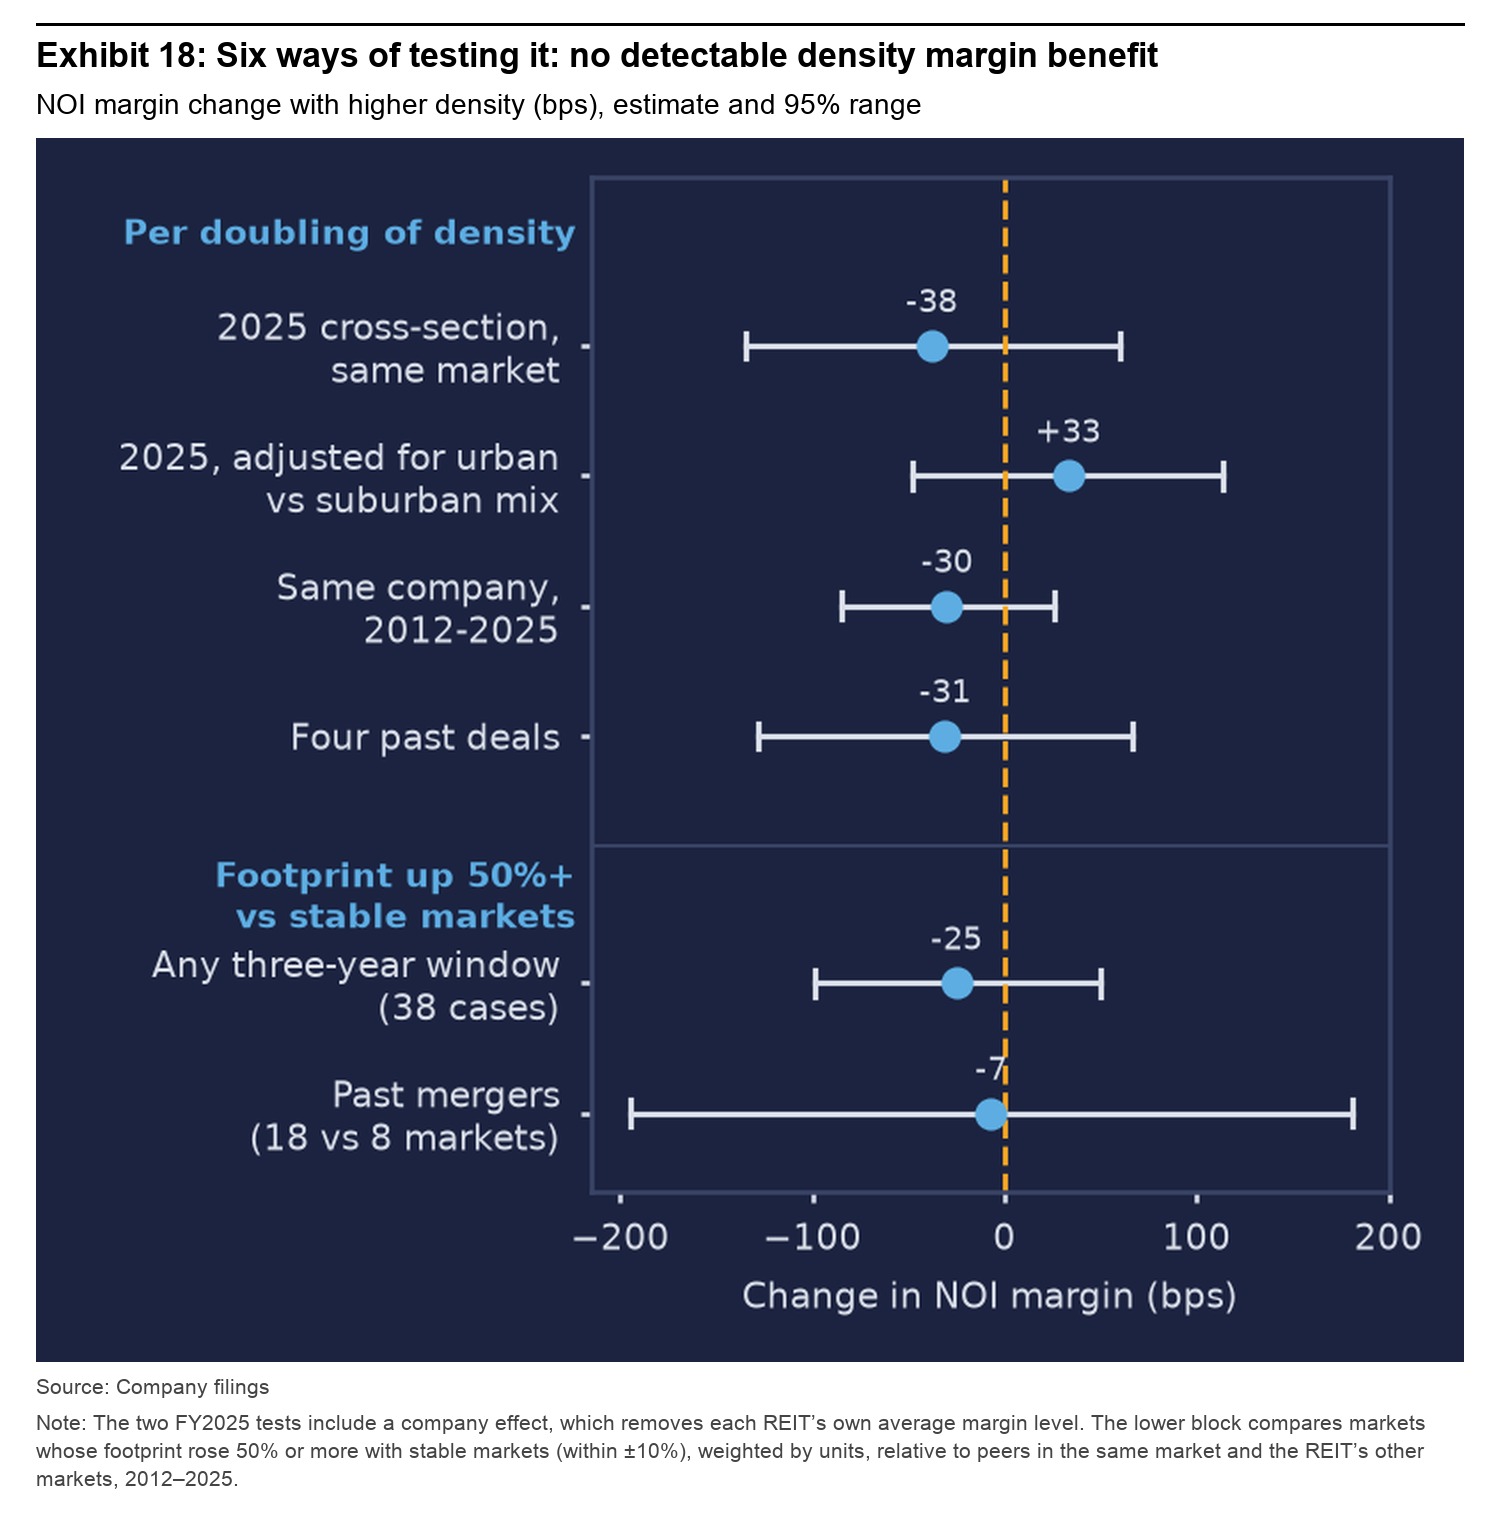 Exhibit 18: Six ways of testing it: no detectable density margin benefit
NOI margin change with higher density (bps), estimate and 95% range
Per doubling of density
-38
2025 cross-section,
same market
+33
2025, adjusted for urban
vs suburban mix
-30
Same company,
2012-2025
-31
Four past deals
Footprint up 50%+
vs stable markets
-25
Any three-year window
(38 cases)
-7
Past mergers
(18 vs 8 markets)
−200 −100 0 100 200
Change in NOI margin (bps)
Source: Company filings
Note: The two FY2025 tests include a company effect, which removes each REIT’s own average margin level. The lower block compares markets
whose footprint rose 50% or more with stable markets (within ±10%), weighted by units, relative to peers in the same market and the REIT’s other
markets, 2012–2025.